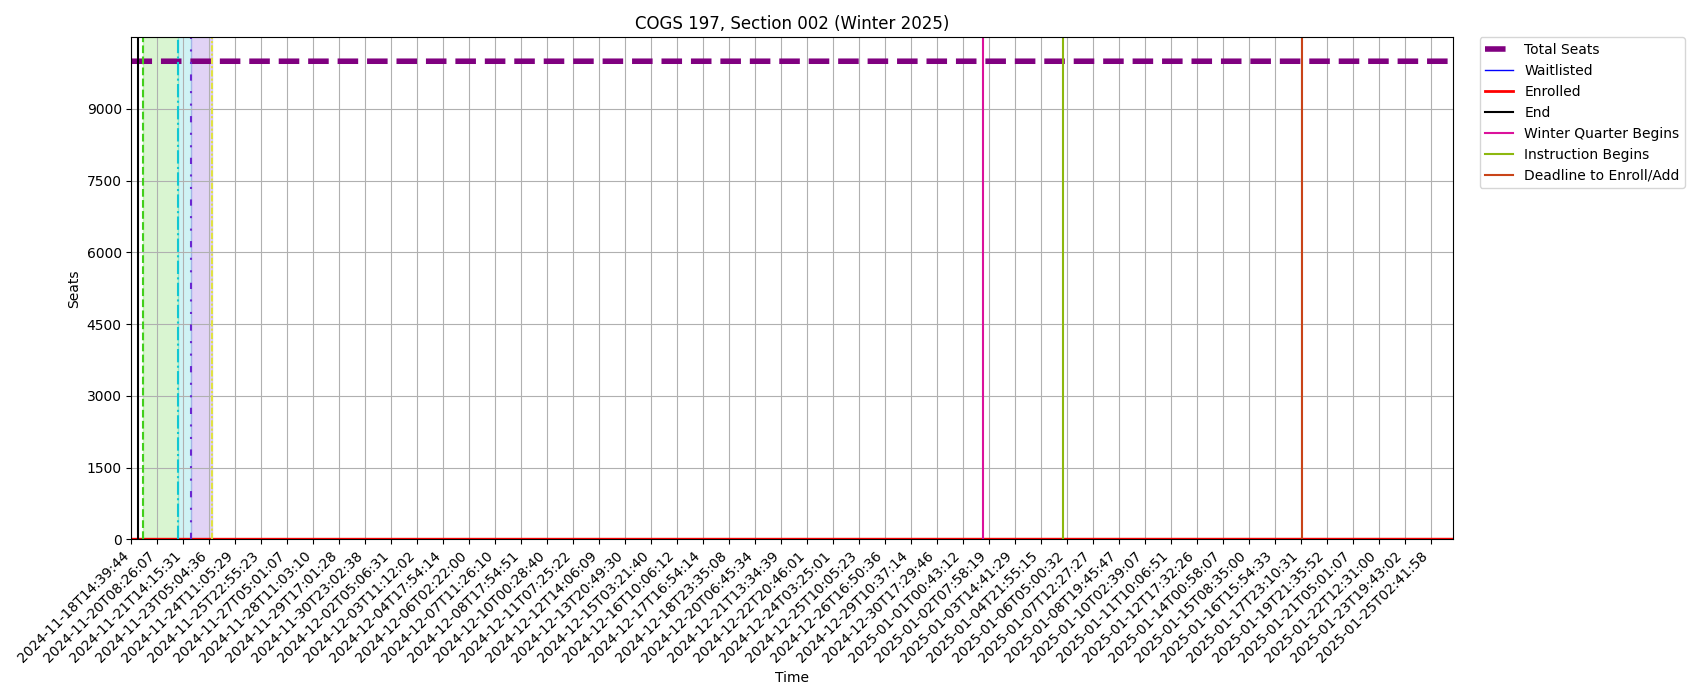 COGS 197, Section 002 (Winter 2025)
Total Seats
Waitlisted
Enrolled
End
Winter Quarter Begins
Instruction Begins
Deadline to Enroll/Add
Seats
9000
7500
6000
4500
3000
1500
0
2024-11-18T14:39:44
2024-11-20T08:26:07
2024-11-21T14:15:31
2024-11-23T05:04:36
2024-11-24T11:05:29
2024-11-25T22:55:23
2024-11-27T05:01:07
2024-11-28T11:03:10
2024-11-29T17:01:28
2024-11-30T23:02:38
2024-12-02T05:06:31
2024-12-03T11:12:02
2024-12-04T17:54:14
2024-12-06T02:22:00
2024-12-07T11:26:10
2024-12-08T17:54:51
2024-12-10T00:28:40
2024-12-11T07:25:22
2024-12-12T14:06:09
2024-12-13T20:49:30
2024-12-15T03:21:40
2024-12-16T10:06:12
2024-12-17T16:54:14
2024-12-18T23:35:08
2024-12-20T06:45:34
2024-12-21T13:34:39
2024-12-22T20:46:01
2024-12-24T03:25:01
2024-12-25T10:05:23
2024-12-26T16:50:36
2024-12-29T10:37:14
2024-12-30T17:29:46
2025-01-01T00:43:12
2025-01-02T07:58:19
2025-01-03T14:41:29
2025-01-04T21:55:15
2025-01-06T05:00:32
2025-01-07T12:27:27
2025-01-08T19:45:47
2025-01-10T02:39:07
2025-01-11T10:06:51
2025-01-12T17:32:26
2025-01-14T00:58:07
2025-01-15T08:35:00
2025-01-16T15:54:33
2025-01-17T23:10:31
2025-01-19T21:35:52
2025-01-21T05:01:07
2025-01-22T12:31:00
2025-01-23T19:43:02
2025-01-25T02:41:58
Time